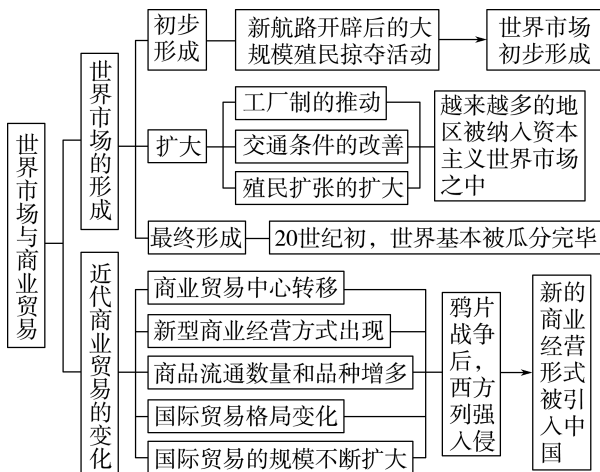 世界市场与商业贸易
世界市场的形成
初步
形成
新航路开辟后的大
规模殖民掠夺活动
世界市场
初步形成
扩大
工厂制的推动
交通条件的改善
殖民扩张的扩大
越来越多的地
区被纳入资本
主义世界市场
之中
最终形成
20世纪初，世界基本被瓜分完毕
近代商业贸易的变化
商业贸易中心转移
新型商业经营方式出现
商品流通数量和品种增多
国际贸易格局变化
国际贸易的规模不断扩大
鸦片
战争
后，
西方
列强
入侵
新的
商业
经营
形式
被引
入中
国